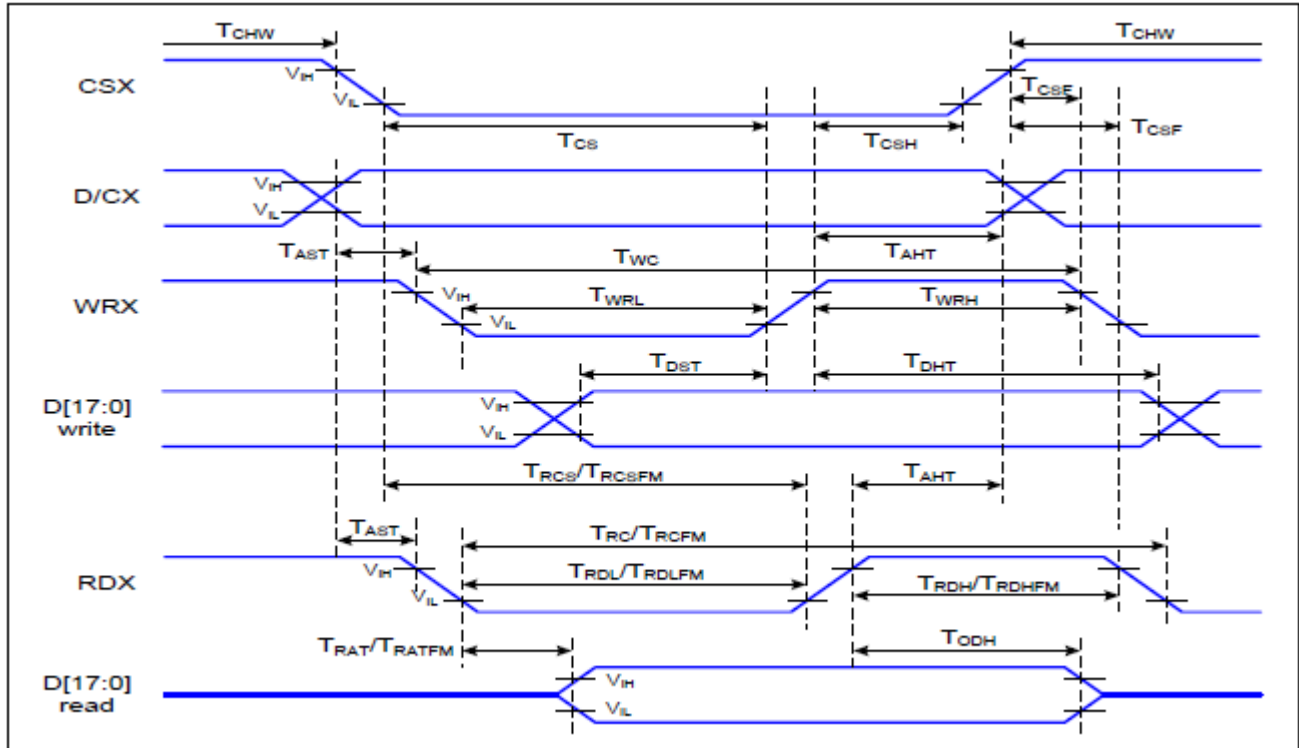 TCHW TCHW
CSX VIH VIL
TCSF
TCS TCSH TCSF
D/CX VIH VIL
TAST TWC TAHT
WRX VIH TWRL TWRH
VIL
TDST TDHT
D[17:0] VIH
write VIL
TRCS/TRCSFM TAHT
TAST TRC/TRCFM
RDX VIH TRDL/TRDLFM
VIL TRDH/TRDHFM
TRAT/TRATFM TODH
D[17:0] VIH
read VIL